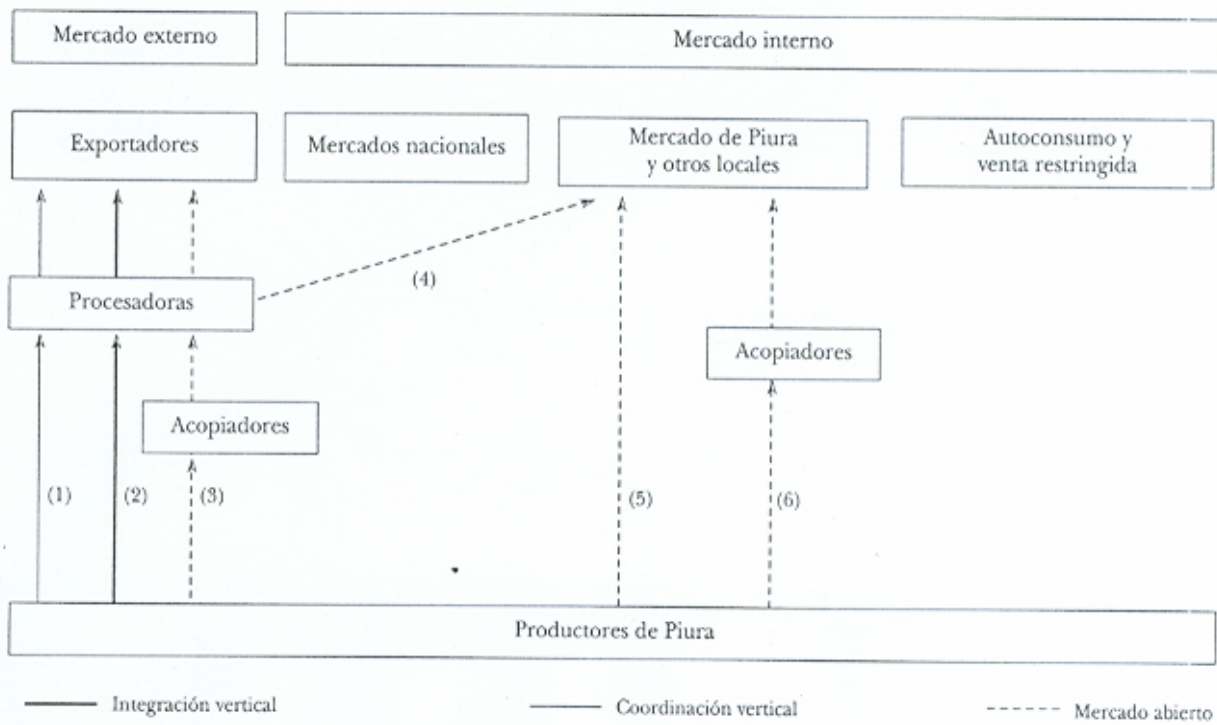 Mercado externo
Mercado interno
Exportadores
Mercados nacionales
Mercado de Piura
y otros locales
Autoconsumo y
venta restringida
(4)
Procesadoras
Acopiadores
Acopiadores
(1)
(2)
(3)
(5)
(6)
Productores de Piura
Integración vertical
Coordinación vertical
Mercado abierto